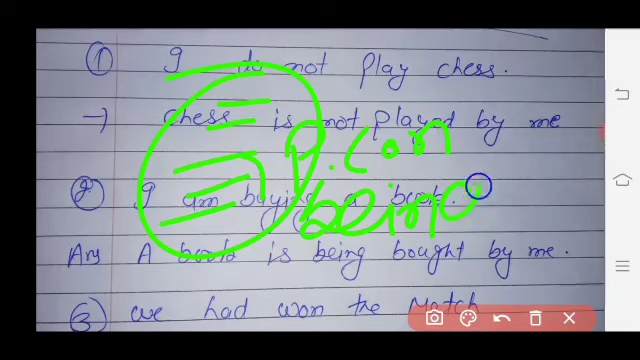 ① I do not play chess.
→ chess is not played by me
② I am buying a book.
P.Con
being
Ans A book is being bought by me.
③ we had won the Match